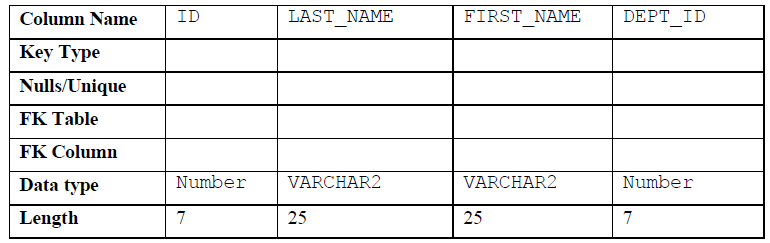 Column Name ID LAST_NAME FIRST_NAME DEPT_ID
Key Type
Nulls/Unique
FK Table
FK Column
Data type Number VARCHAR2 VARCHAR2 Number
Length 7 25 25 7